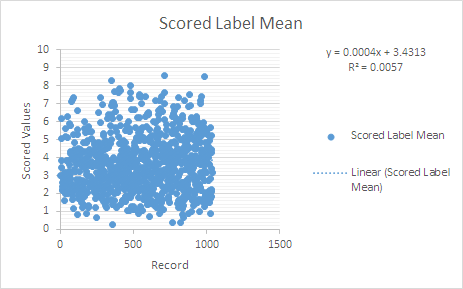 Scored Label Mean
y = 0.0004x + 3.4313
R² = 0.0057
10
9
8
7
6
5
4
3
2
1
0
Scored Values
0 500 1000 1500
Record
Scored Label Mean
Linear (Scored Label
Mean)